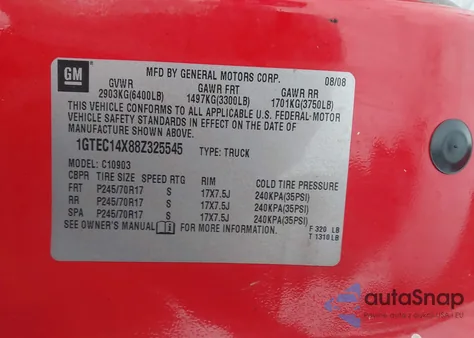 GM
MFD BY GENERAL MOTORS CORP. 08/08
GVWR GAWR FRT GAWR RR
2903KG(6400LB) 1497KG(3300LB) 1701KG(3750LB)
THIS VEHICLE CONFORMS TO ALL APPLICABLE U.S. FEDERAL MOTOR
VEHICLE SAFETY STANDARDS IN EFFECT ON THE DATE OF
MANUFACTURE SHOWN ABOVE.
1GTEC14X88Z325545 TYPE: TRUCK
MODEL: C10903
CBPR TIRE SIZE SPEED RTG RIM COLD TIRE PRESSURE
FRT P245/70R17 S 17X7.5J 240KPA(35PSI)
RR P245/70R17 S 17X7.5J 240KPA(35PSI)
SPA P245/70R17 S 17X7.5J 240KPA(35PSI)
SEE OWNER'S MANUAL FOR MORE INFORMATION.
F 320 LB
T 1310 LB
autoSnap